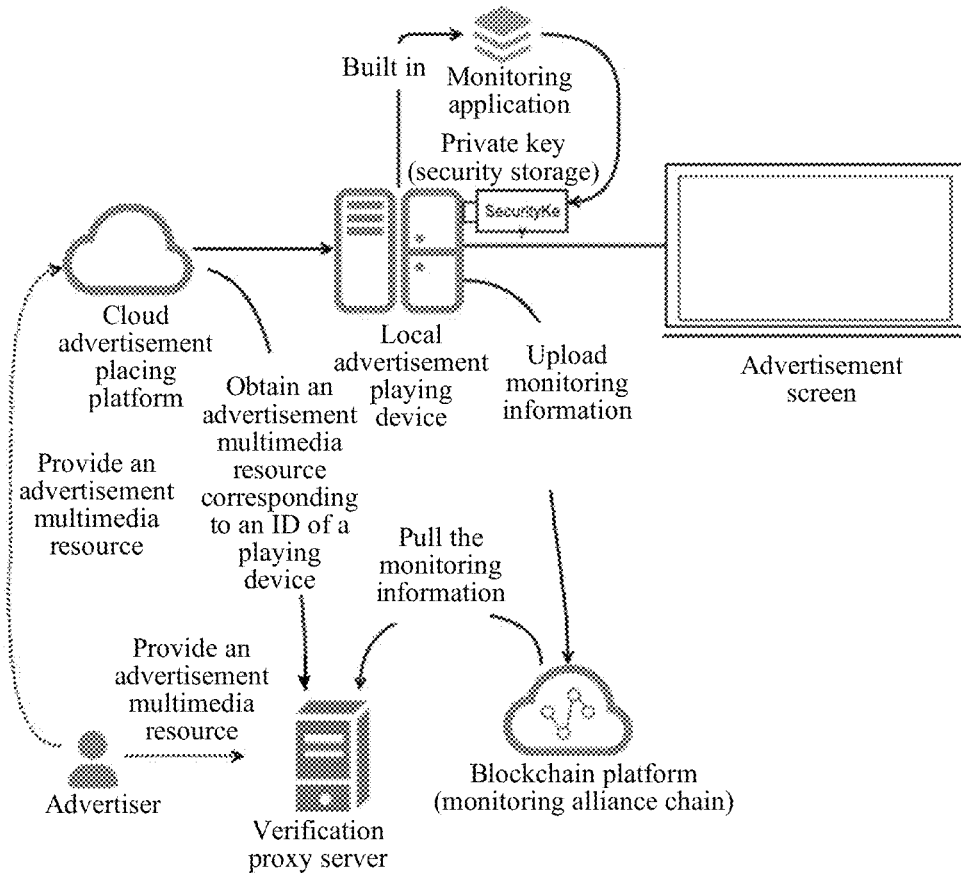 Built in
Monitoring
application
Private key
(security storage)
SecurityKe
y
Cloud
advertisement
placing
platform
Local
advertisement
playing
device
Upload
monitoring
information
Advertisement
screen
Obtain an
advertisement
multimedia
resource
corresponding
to an ID of a
playing
device
Provide an
advertisement
multimedia
resource
Pull the
monitoring
information
Provide an
advertisement
multimedia
resource
Advertiser
Verification
proxy server
Blockchain platform
(monitoring alliance chain)